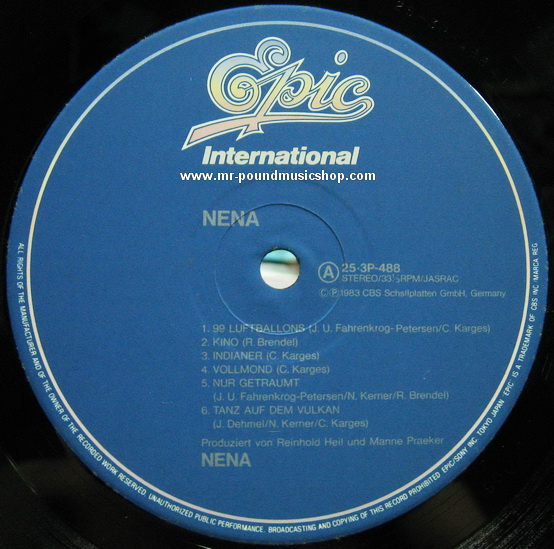 Epic
International
www.mr-poundmusicshop.com
NENA
A 25·3P-488
STEREO/33⅓RPM/JASRAC
Ⓒ Ⓟ 1983 CBS Schallplatten GmbH, Germany
1. 99 LUFTBALLONS (J. U. Fahrenkrog-Petersen/C. Karges)
2. KINO (R. Brendel)
3. INDIANER (C. Karges)
4. VOLLMOND (C. Karges)
5. NUR GETRAUMT
(J. U. Fahrenkrog-Petersen/N. Kerner/R. Brendel)
6. TANZ AUF DEM VULKAN
(J. Dehmel/N. Kerner/C. Karges)
Produziert von Reinhold Heil und Manne Praeker
NENA
ALL RIGHTS OF THE MANUFACTURER AND OF THE OWNER OF THE RECORDED WORK RESERVED. UNAUTHORIZED PUBLIC PERFORMANCE, BROADCASTING AND COPYING OF THIS RECORD PROHIBITED EPIC/SONY INC. TOKYO JAPAN "EPIC" IS A TRADEMARK OF CBS INC. MARCA REG.